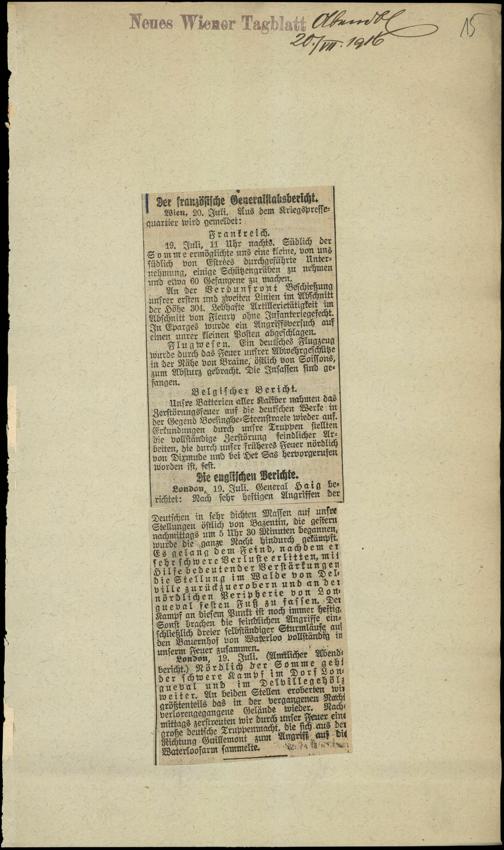 Neues Wiener Tagblatt Abendbl
15
20./VII. 1916
Der französische Generalstabsbericht.
Wien, 20. Juli. Aus dem Kriegspresse-
quartier wird gemeldet:
Frankreich.
19. Juli, 11 Uhr nachts. Südlich der
Somme ermöglichte uns eine kleine, von uns
südlich von Estrées durchgeführte Unter-
nehmung, einige Schützengräben zu nehmen
und etwa 60 Gefangene zu machen.
An der Verdunfront Beschießung
unsrer ersten und zweiten Linien im Abschnitt
der Höhe 304. Lebhafte Artillerietätigkeit im
Abschnitt von Fleury ohne Infanteriegefecht.
In Eparges wurde ein Angriffsversuch auf
einen unsrer kleinen Posten abgeschlagen.
Flugwesen. Ein deutsches Flugzeug
wurde durch das Feuer unsrer Abwehrgeschütze
in der Nähe von Braine, östlich von Soissons,
zum Absturz gebracht. Die Insassen sind ge-
fangen.
Belgischer Bericht.
Unsre Batterien aller Kaliber nahmen das
Zerstörungsfeuer auf die deutschen Werke in
der Gegend Boesinghe-Steenstraete wieder auf.
Erkundungen durch unsre Truppen stellten
die vollständige Zerstörung feindlicher Ar-
beiten, die durch unser früheres Feuer nördlich
von Dixmude und bei Het Sas hervorgerufen
worden ist, fest.
Die englischen Berichte.
London, 19. Juli. General Haig be-
richtet: Nach sehr heftigen Angriffen der
Deutschen in sehr dichten Massen auf unsre
Stellungen östlich von Bazentin, die gestern
nachmittags um 5 Uhr 30 Minuten begannen,
wurde die ganze Nacht hindurch gekämpft.
Es gelang dem Feind, nachdem er
sehr schwere Verluste erlitten, mit
Hilfe bedeutender Verstärkungen
die Stellung im Walde von Del-
ville zurückzuerobern und an der
nördlichen Peripherie von Lon-
gueval festen Fuß zu fassen. Der
Kampf an diesem Punkt ist noch immer heftig.
Sonst brachen die feindlichen Angriffe ein-
schließlich dreier selbständiger Sturmläufe auf
den Bauernhof von Waterloo vollständig in
unserm Feuer zusammen.
London, 19. Juli. (Amtlicher Abend-
bericht.) Nördlich der Somme geht
der schwere Kampf im Dorf Lon-
gueval und im Delvillegehölz
weiter. An beiden Stellen eroberten wir
größtenteils das in der vergangenen Nacht
verlorengegangene Gelände wieder. Nach-
mittags zerstreuten wir durch unser Feuer eine
große deutsche Truppenmacht, die sich aus der
Richtung Guillemont zum Angriff auf die
Waterloofarm sammelte.